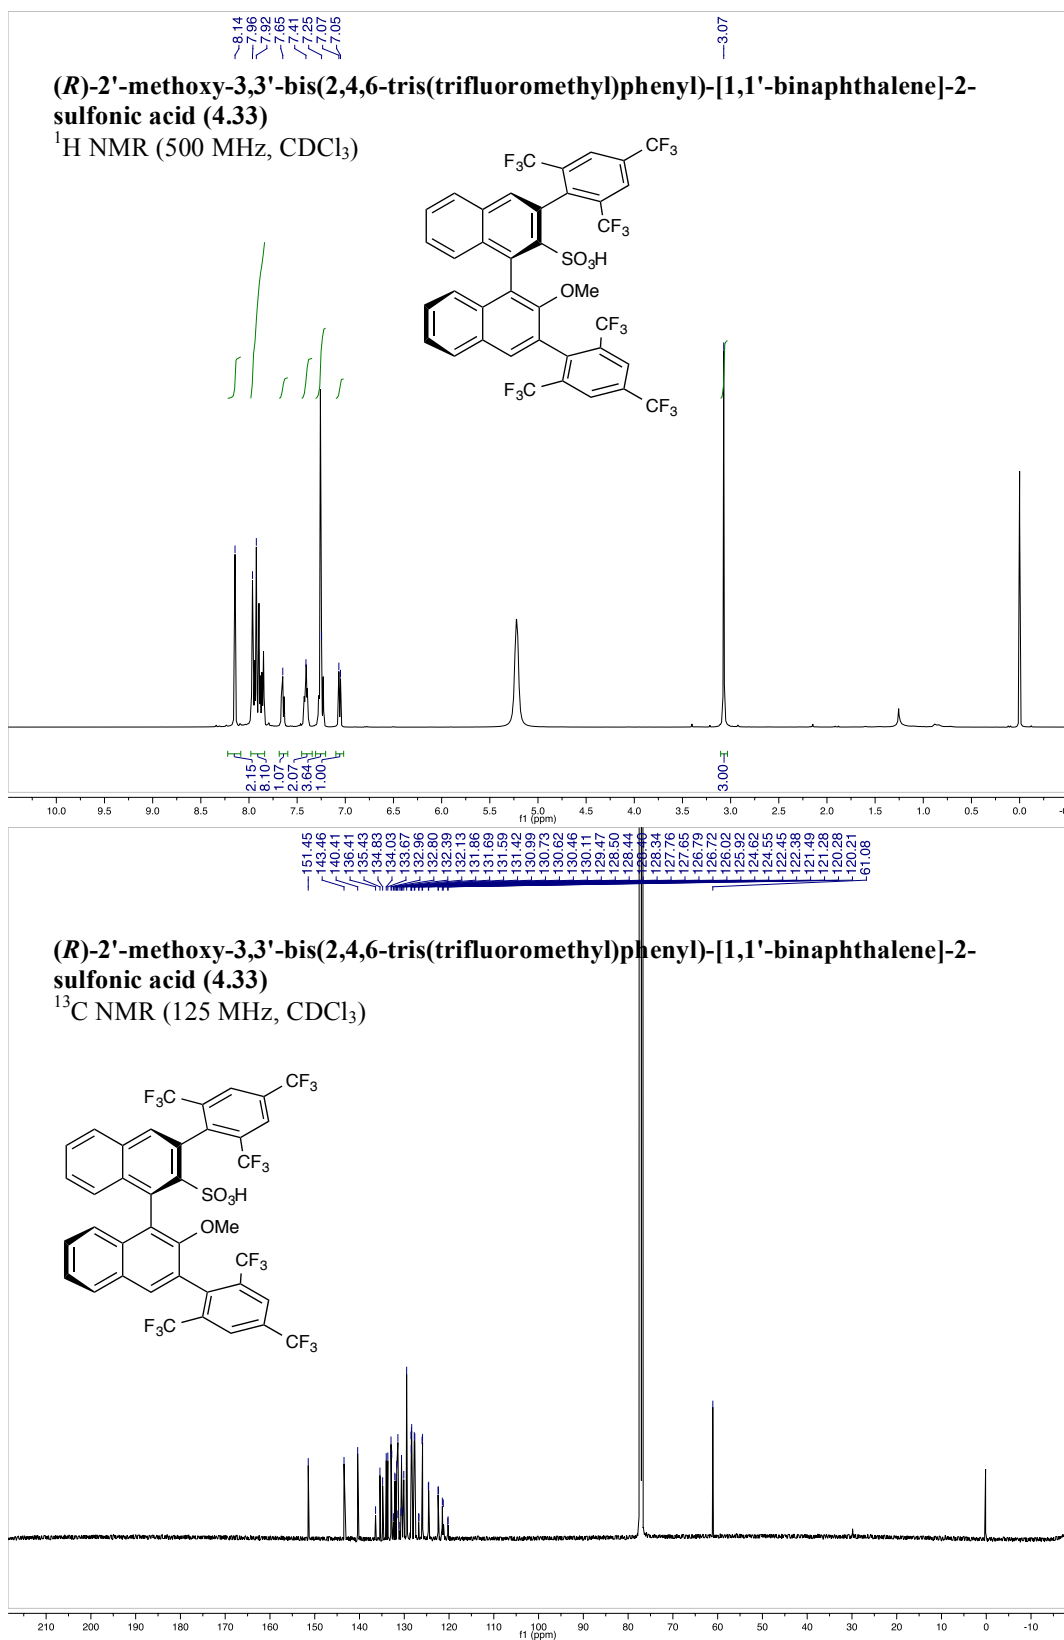 8.14
7.96
7.92
7.65
7.41
7.25
7.07
7.05
3.07
(R)-2'-methoxy-3,3'-bis(2,4,6-tris(trifluoromethyl)phenyl)-[1,1'-binaphthalene]-2-
sulfonic acid (4.33)
¹H NMR (500 MHz, CDCl₃)
F₃C
CF₃
CF₃
SO₃H
OMe
CF₃
F₃C
CF₃
2.15
8.10
1.07
2.07
3.64
1.00
3.00
10.0 9.5 9.0 8.5 8.0 7.5 7.0 6.5 6.0 5.5 5.0 4.5 4.0 3.5 3.0 2.5 2.0 1.5 1.0 0.5 0.0
f1 (ppm)
151.45
143.46
140.41
136.41
135.43
134.83
134.03
133.67
132.96
132.80
132.39
132.13
131.86
131.69
131.59
131.42
130.99
130.73
130.62
130.46
130.11
129.47
128.50
128.44
128.34
127.76
127.65
126.79
126.72
126.02
125.92
124.62
124.55
122.45
122.38
121.49
121.28
120.28
120.21
61.08
(R)-2'-methoxy-3,3'-bis(2,4,6-tris(trifluoromethyl)phenyl)-[1,1'-binaphthalene]-2-
sulfonic acid (4.33)
¹³C NMR (125 MHz, CDCl₃)
F₃C
CF₃
CF₃
SO₃H
OMe
CF₃
F₃C
CF₃
210 200 190 180 170 160 150 140 130 120 110 100 90 80 70 60 50 40 30 20 10 0 -10
f1 (ppm)